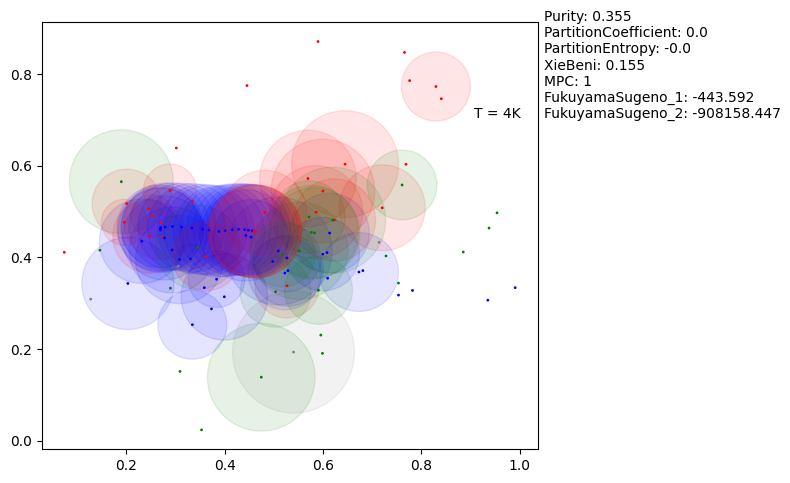 Purity: 0.355
PartitionCoefficient: 0.0
PartitionEntropy: -0.0
XieBeni: 0.155
MPC: 1
FukuyamaSugeno_1: -443.592
FukuyamaSugeno_2: -908158.447
T = 4K
0.8
0.6
0.4
0.2
0.0
0.2 0.4 0.6 0.8 1.0